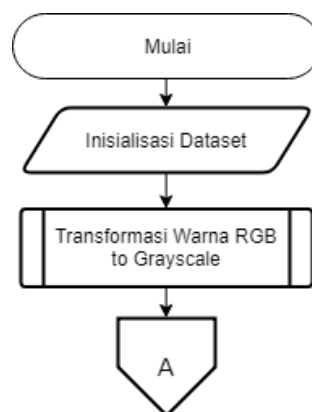 Mulai
Inisialisasi Dataset
Transformasi Warna RGB
to Grayscale
A